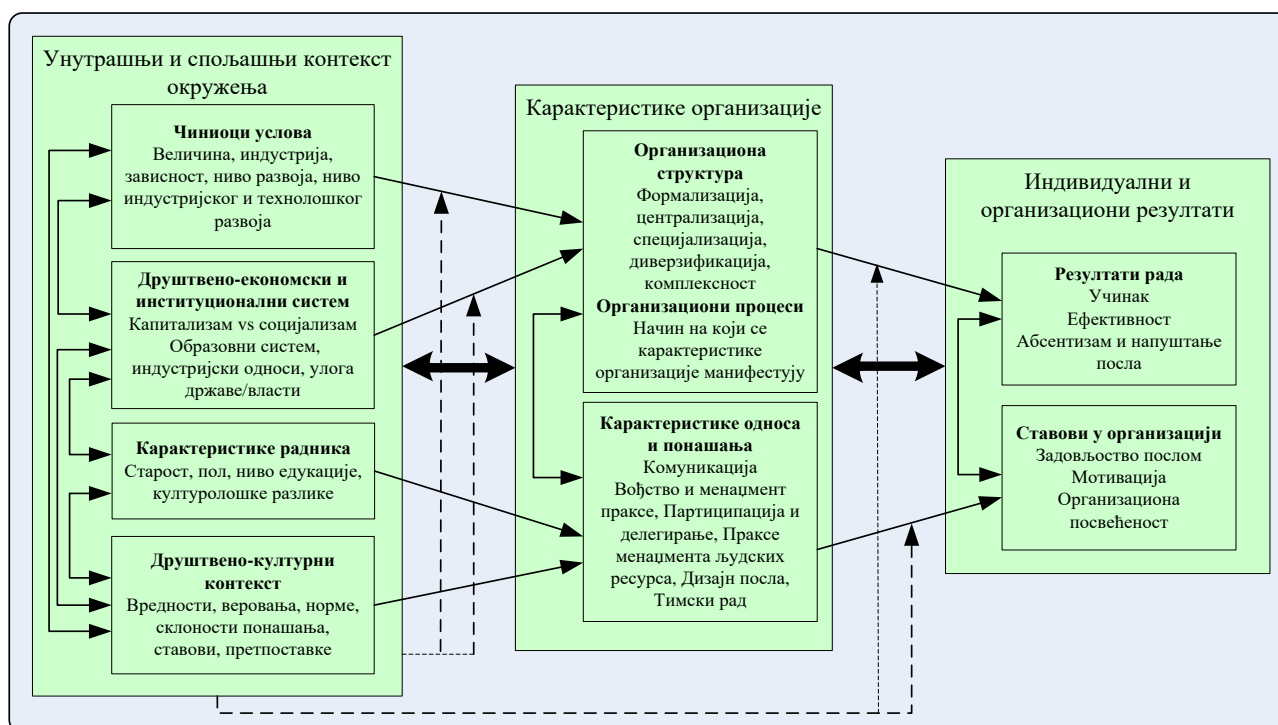 Унутрашњи и спољашњи контекст
окружења
Чиниоци услова
Величина, индустрија,
зависност, ниво развоја, ниво
индустријског и технолошког
развоја
Друштвено-економски и
институционални систем
Капитализам vs социјализам
Образовни систем,
индустријски односи, улога
државе/власти
Карактеристике радника
Старост, пол, ниво едукације,
културолошке разлике
Друштвено-културни
контекст
Вредности, веровања, норме,
склоности понашања,
ставови, претпоставке
Карактеристике организације
Организациона
структура
Формализација,
централизација,
специјализација,
диверзификација,
комплексност
Организациони процеси
Начин на који се
карактеристике
организације манифестују
Карактеристике односа
и понашања
Комуникација
Вођство и менаџмент
праксе, Партиципација и
делегирање, Праксе
менаџмента људских
ресурса, Дизајн посла,
Тимски рад
Индивидуални и
организациони резултати
Резултати рада
Учинак
Ефективност
Абсентизам и напуштање
посла
Ставови у организацији
Задовљоство послом
Мотивација
Организациона
посвећеност